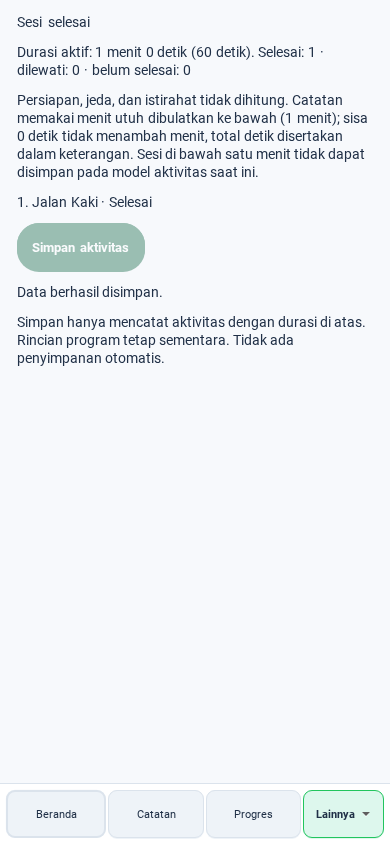 Sesi selesai
Durasi aktif: 1 menit 0 detik (60 detik). Selesai: 1 ·
dilewati: 0 · belum selesai: 0
Persiapan, jeda, dan istirahat tidak dihitung. Catatan
memakai menit utuh dibulatkan ke bawah (1 menit); sisa
0 detik tidak menambah menit, total detik disertakan
dalam keterangan. Sesi di bawah satu menit tidak dapat
disimpan pada model aktivitas saat ini.
1. Jalan Kaki · Selesai
Simpan aktivitas
Data berhasil disimpan.
Simpan hanya mencatat aktivitas dengan durasi di atas.
Rincian program tetap sementara. Tidak ada
penyimpanan otomatis.
Beranda
Catatan
Progres
Lainnya